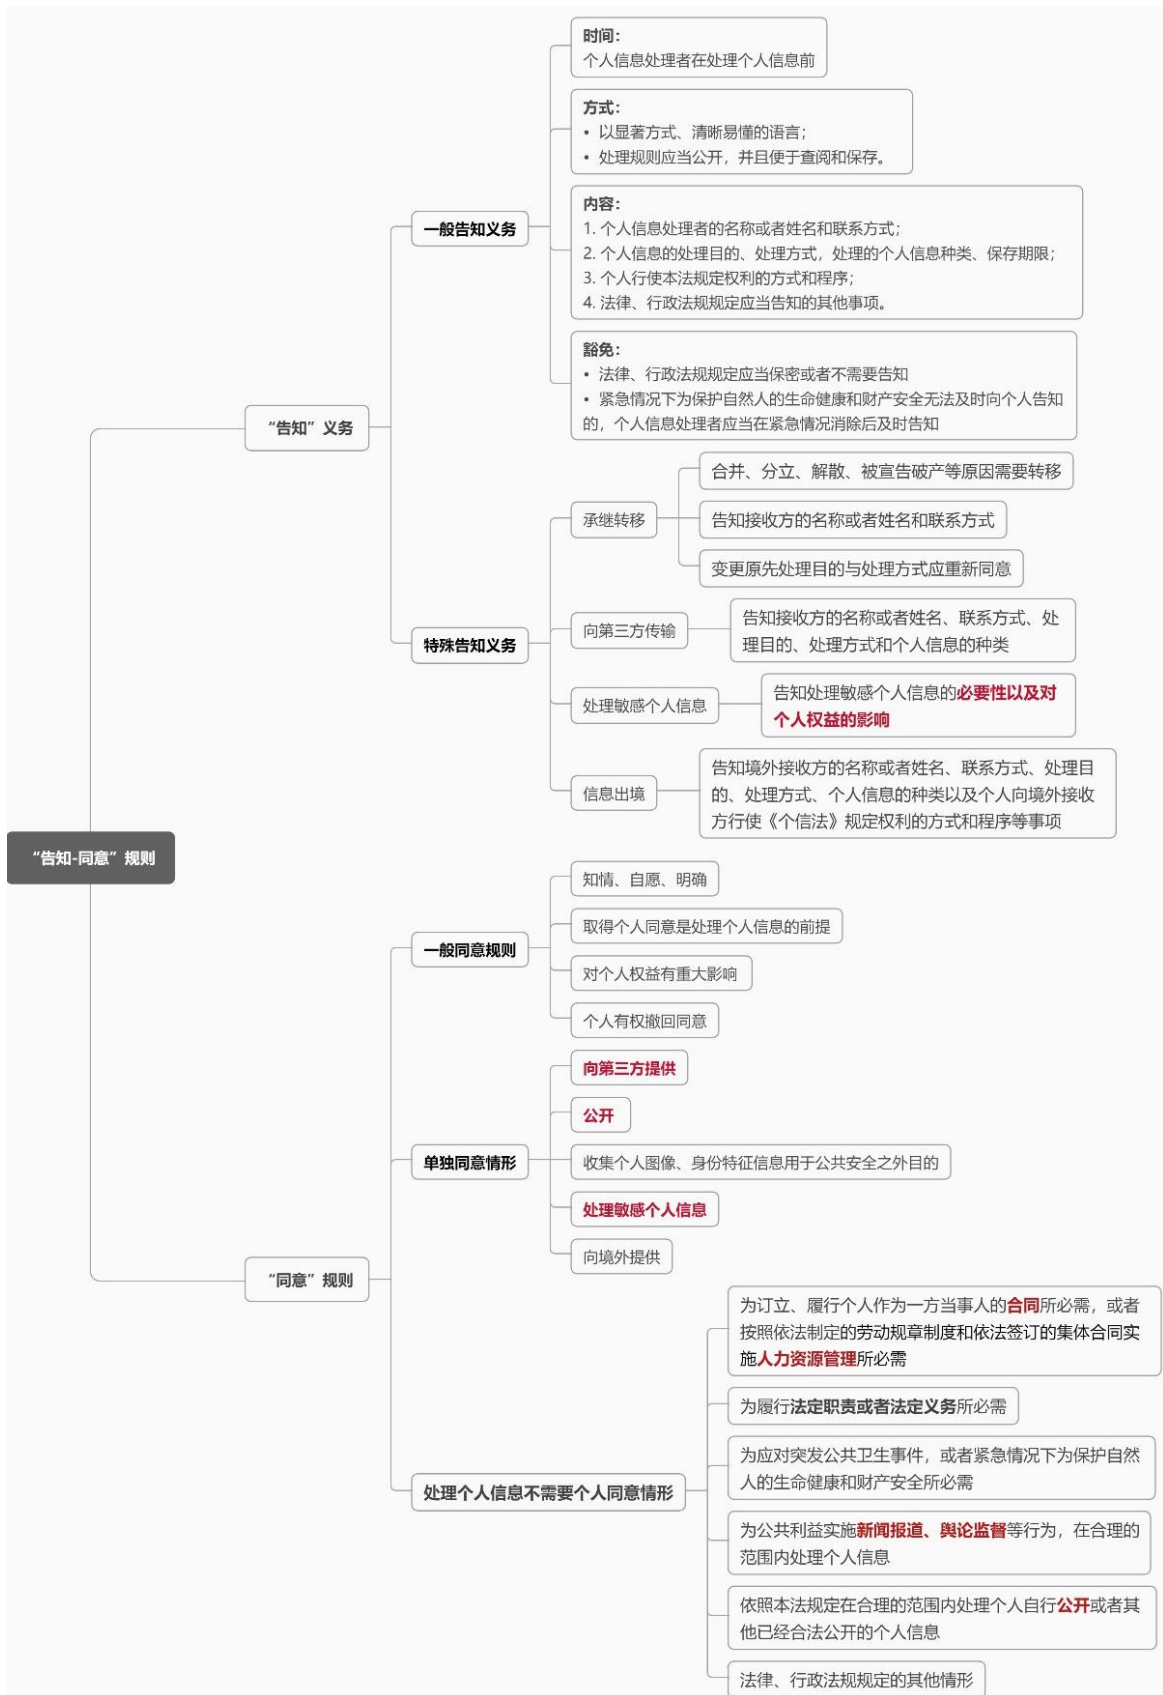 时间：
个人信息处理者在处理个人信息前
方式：
• 以显著方式、清晰易懂的语言；
• 处理规则应当公开，并且便于查阅和保存。
一般告知义务
内容：
1. 个人信息处理者的名称或者姓名和联系方式；
2. 个人信息的处理目的、处理方式，处理的个人信息种类、保存期限；
3. 个人行使本法规定权利的方式和程序；
4. 法律、行政法规规定应当告知的其他事项。
豁免：
• 法律、行政法规规定应当保密或者不需要告知
• 紧急情况下为保护自然人的生命健康和财产安全无法及时向个人告知
的，个人信息处理者应当在紧急情况消除后及时告知
“告知”义务
特殊告知义务
承继转移
合并、分立、解散、被宣告破产等原因需要转移
告知接收方的名称或者姓名和联系方式
变更原先处理目的与处理方式应重新同意
向第三方传输
告知接收方的名称或者姓名、联系方式、处
理目的、处理方式和个人信息的种类
处理敏感个人信息
告知处理敏感个人信息的必要性以及对
个人权益的影响
信息出境
告知境外接收方的名称或者姓名、联系方式、处理目
的、处理方式、个人信息的种类以及个人向境外接收
方行使《个信法》规定权利的方式和程序等事项
“告知-同意”规则
一般同意规则
知情、自愿、明确
取得个人同意是处理个人信息的前提
对个人权益有重大影响
个人有权撤回同意
单独同意情形
向第三方提供
公开
收集个人图像、身份特征信息用于公共安全之外目的
处理敏感个人信息
向境外提供
“同意”规则
处理个人信息不需要个人同意情形
为订立、履行个人作为一方当事人的合同所必需，或者
按照依法制定的劳动规章制度和依法签订的集体合同实
施人力资源管理所必需
为履行法定职责或者法定义务所必需
为应对突发公共卫生事件，或者紧急情况下为保护自然
人的生命健康和财产安全所必需
为公共利益实施新闻报道、舆论监督等行为，在合理的
范围内处理个人信息
依照本法规定在合理的范围内处理个人自行公开或者其
他已经合法公开的个人信息
法律、行政法规规定的其他情形